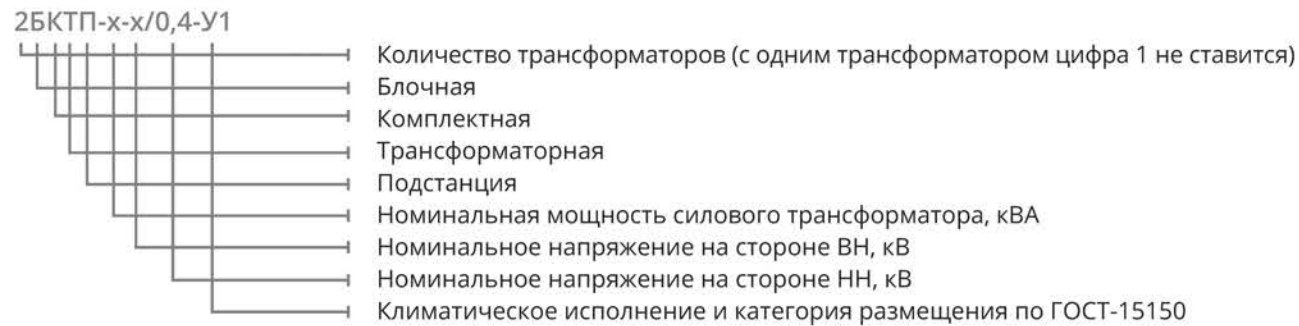 2БКТП-х-х/0,4-У1
Количество трансформаторов (с одним трансформатором цифра 1 не ставится)
Блочная
Комплектная
Трансформаторная
Подстанция
Номинальная мощность силового трансформатора, кВА
Номинальное напряжение на стороне ВН, кВ
Номинальное напряжение на стороне НН, кВ
Климатическое исполнение и категория размещения по ГОСТ-15150